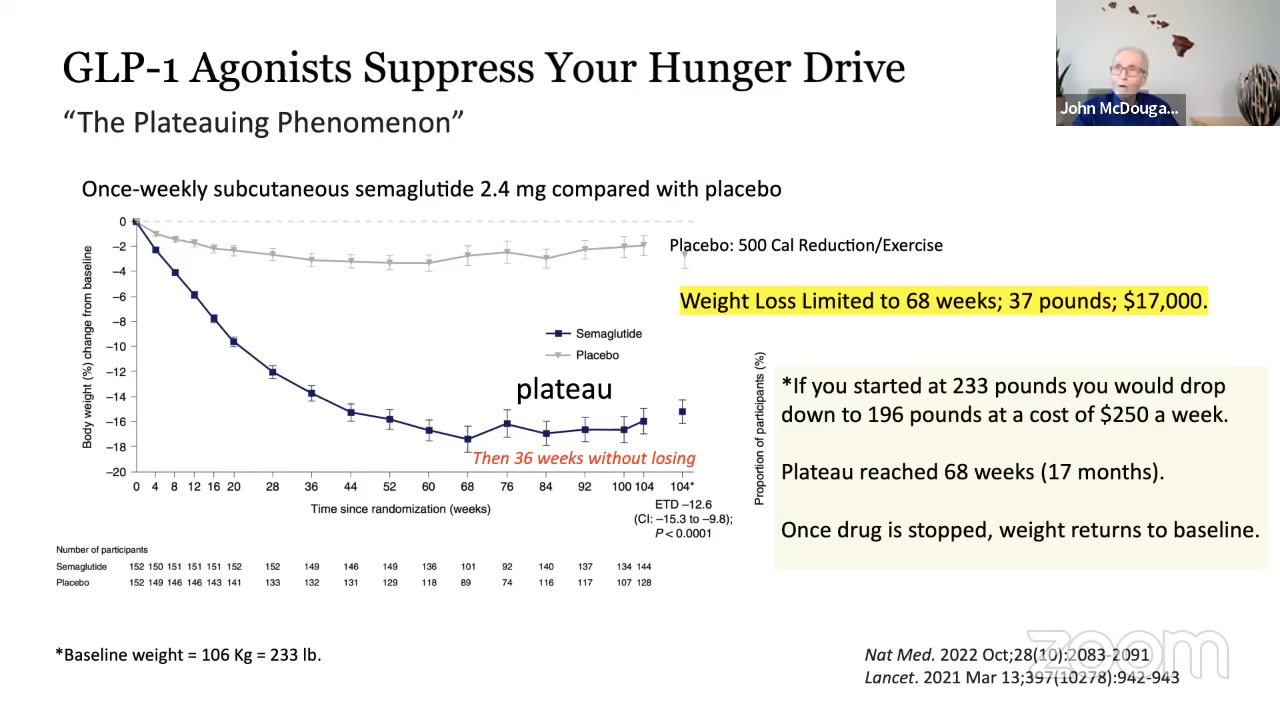 GLP-1 Agonists Suppress Your Hunger Drive
“The Plateauing Phenomenon”
John McDouga...
Once-weekly subcutaneous semaglutide 2.4 mg compared with placebo
Body weight (%) change from baseline
0
–2
–4
–6
–8
–10
–12
–14
–16
–18
–20
Placebo: 500 Cal Reduction/Exercise
Weight Loss Limited to 68 weeks; 37 pounds; $17,000.
Semaglutide
Placebo
plateau
Then 36 weeks without losing
0 4 8 12 16 20 28 36 44 52 60 68 76 84 92 100 104 104*
Time since randomization (weeks)
ETD –12.6
(CI: –15.3 to –9.8);
P < 0.0001
Proportion of participants (%)
*If you started at 233 pounds you would drop
down to 196 pounds at a cost of $250 a week.
Plateau reached 68 weeks (17 months).
Once drug is stopped, weight returns to baseline.
Number of participants
Semaglutide 152 150 151 151 151 152 152 149 146 149 136 101 92 140 137 134 144
Placebo 152 149 146 146 143 141 133 132 131 129 118 89 74 116 117 107 128
*Baseline weight = 106 Kg = 233 lb.
Nat Med. 2022 Oct;28(10):2083-2091
Lancet. 2021 Mar 13;397(10278):942-943
zoom